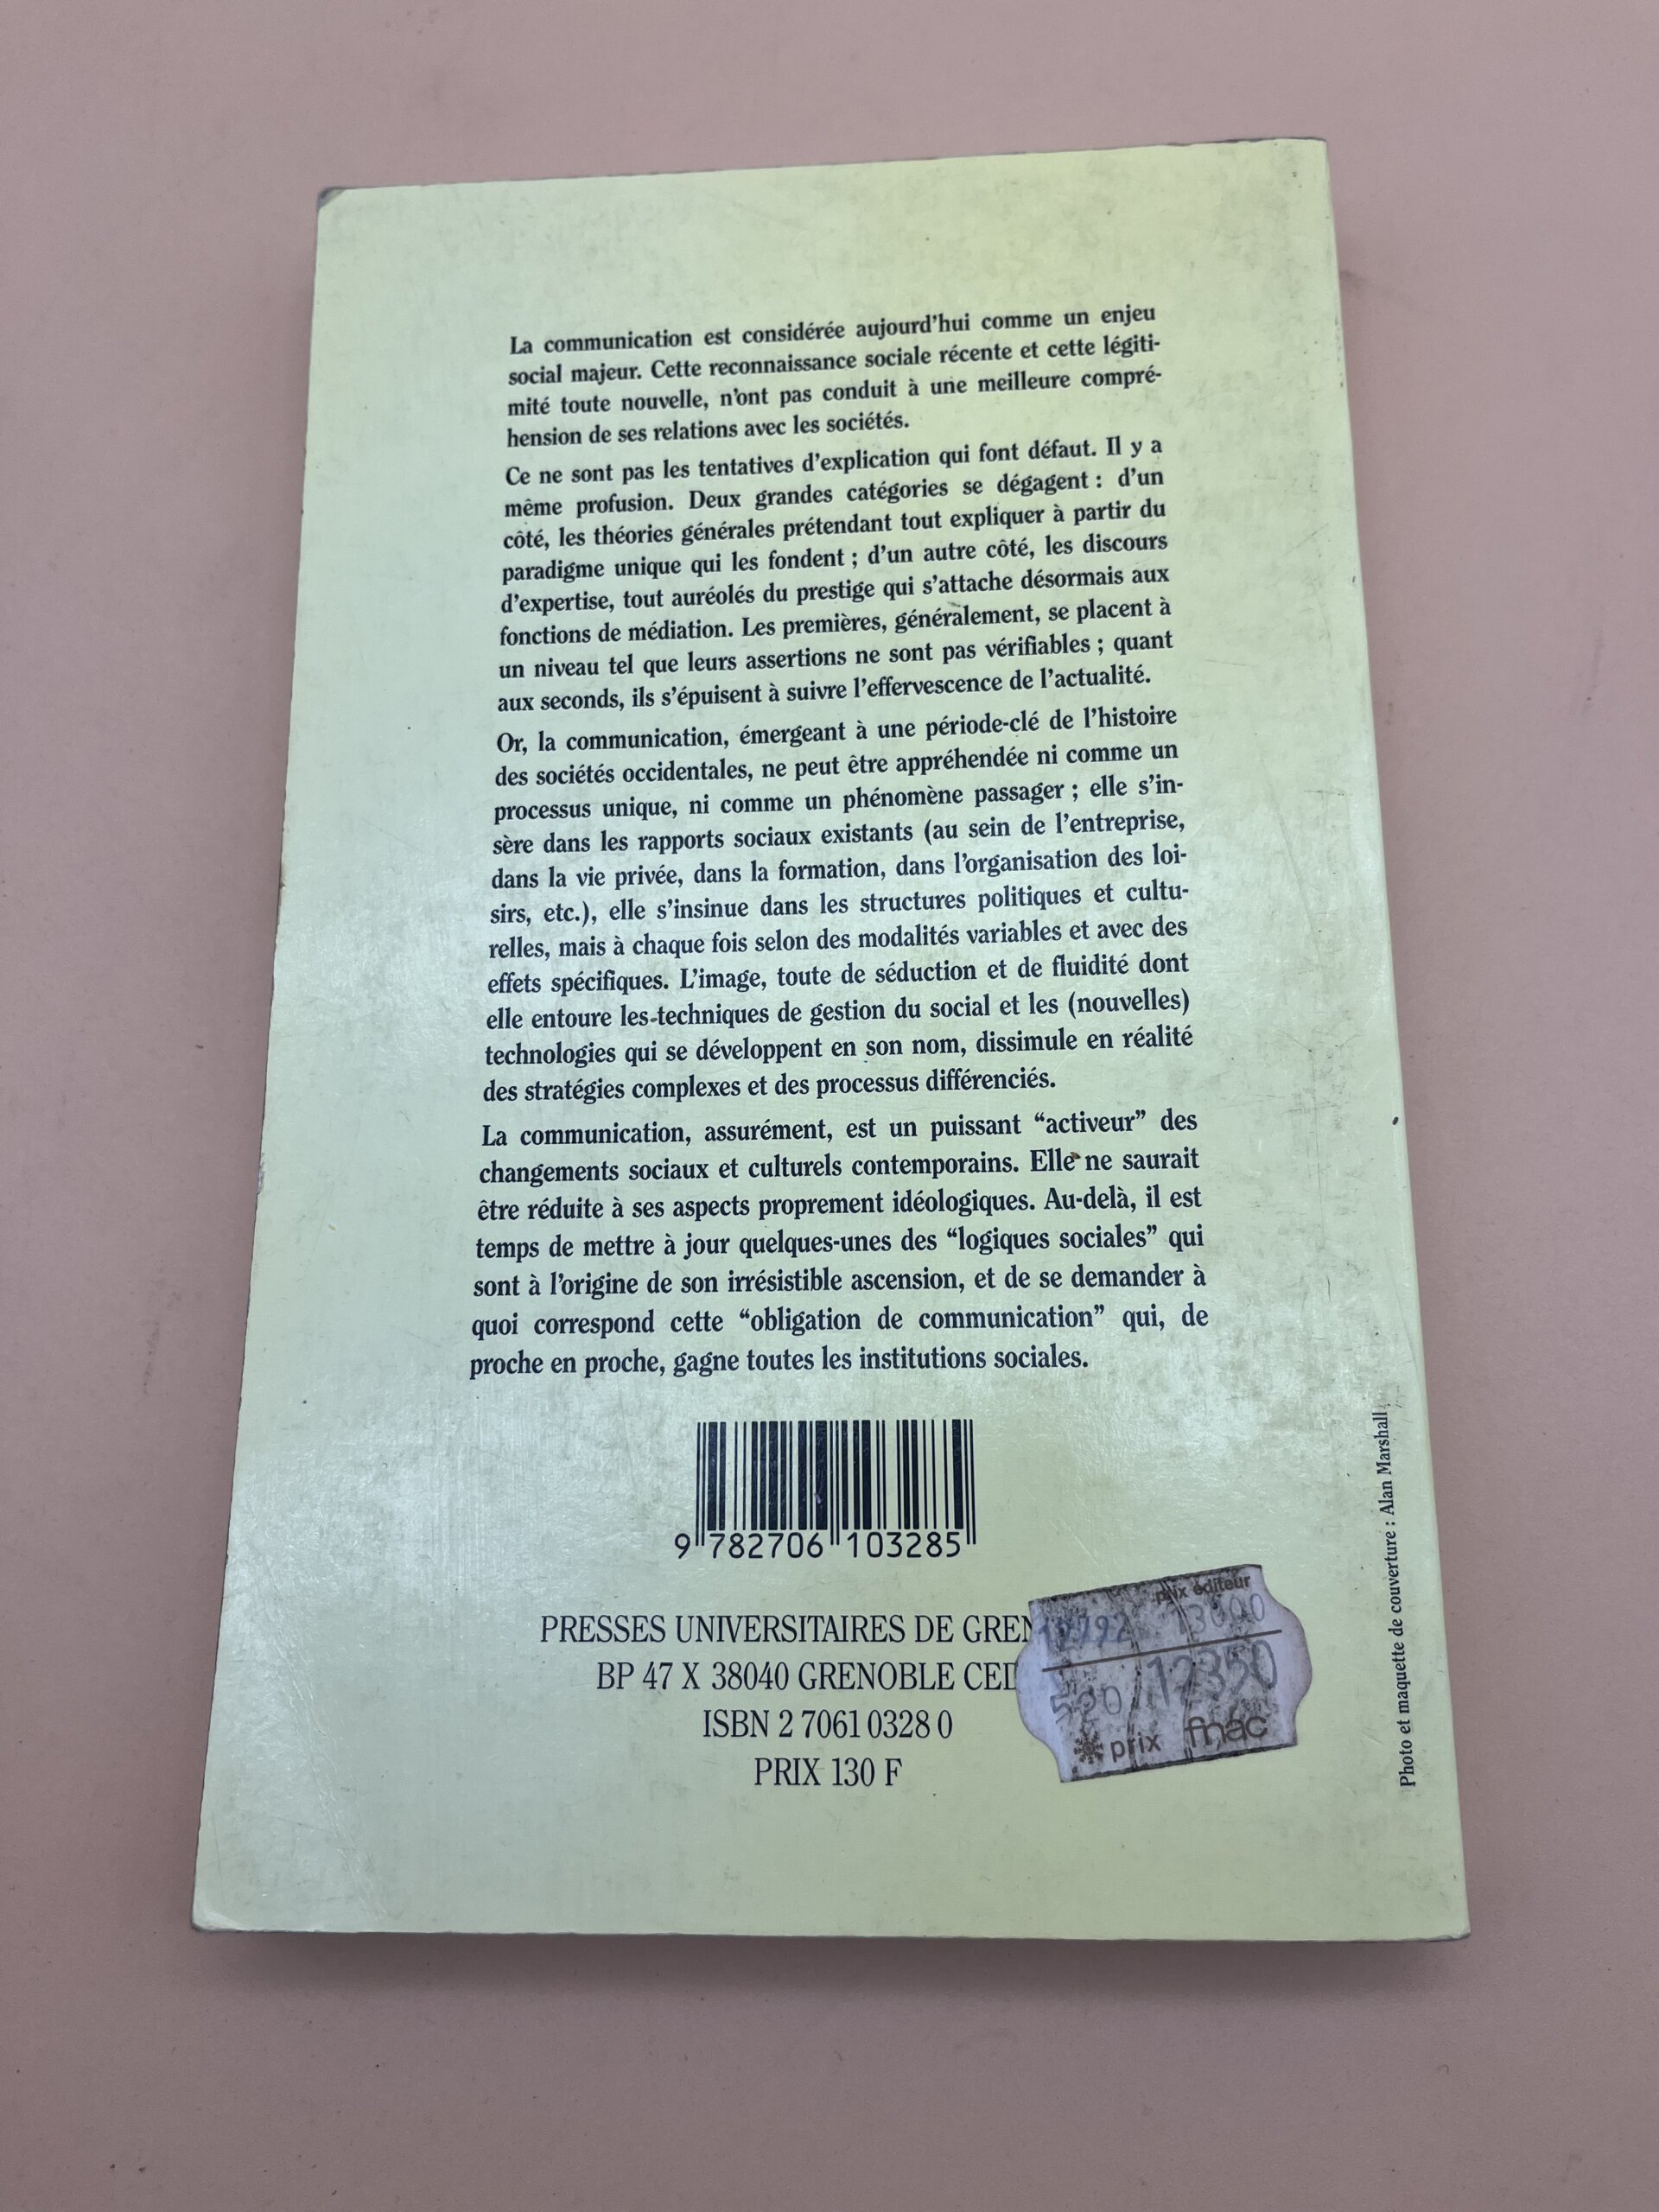 La communication est considérée aujourd'hui comme un enjeu
social majeur. Cette reconnaissance sociale récente et cette légiti-
mité toute nouvelle, n'ont pas conduit à une meilleure compré-
hension de ses relations avec les sociétés.
Ce ne sont pas les tentatives d'explication qui font défaut. Il y a
même profusion. Deux grandes catégories se dégagent : d'un
côté, les théories générales prétendant tout expliquer à partir du
paradigme unique qui les fondent ; d'un autre côté, les discours
d'expertise, tout auréolés du prestige qui s'attache désormais aux
fonctions de médiation. Les premières, généralement, se placent à
un niveau tel que leurs assertions ne sont pas vérifiables ; quant
aux seconds, ils s'épuisent à suivre l'effervescence de l'actualité.
Or, la communication, émergeant à une période-clé de l'histoire
des sociétés occidentales, ne peut être appréhendée ni comme un
processus unique, ni comme un phénomène passager ; elle s'in-
sère dans les rapports sociaux existants (au sein de l'entreprise,
dans la vie privée, dans la formation, dans l'organisation des loi-
sirs, etc.), elle s'insinue dans les structures politiques et cultu-
relles, mais à chaque fois selon des modalités variables et avec des
effets spécifiques. L'image, toute de séduction et de fluidité dont
elle entoure les techniques de gestion du social et les (nouvelles)
technologies qui se développent en son nom, dissimule en réalité
des stratégies complexes et des processus différenciés.
La communication, assurément, est un puissant “activeur” des
changements sociaux et culturels contemporains. Elle ne saurait
être réduite à ses aspects proprement idéologiques. Au-delà, il est
temps de mettre à jour quelques-unes des “logiques sociales” qui
sont à l'origine de son irrésistible ascension, et de se demander à
quoi correspond cette “obligation de communication” qui, de
proche en proche, gagne toutes les institutions sociales.
9 782706 103285
PRESSES UNIVERSITAIRES DE GREN
BP 47 X 38040 GRENOBLE CED
ISBN 2 7061 0328 0
PRIX 130 F
prix éditeur
13000
12350
prix fnac
Photo et maquette de couverture : Alan Marshall